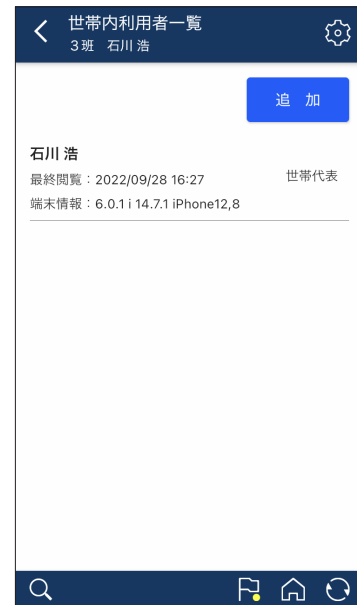 世帯内利用者一覧
3班 石川 浩
追 加
石川 浩
最終閲覧：2022/09/28 16:27
世帯代表
端末情報：6.0.1 i 14.7.1 iPhone12,8